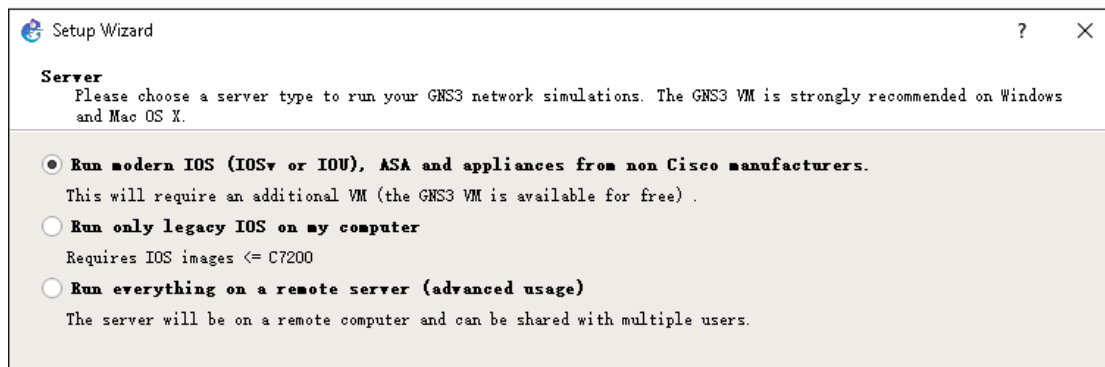 Setup Wizard
?
Server
Please choose a server type to run your GNS3 network simulations. The GNS3 VM is strongly recommended on Windows
and Mac OS X.
Run modern IOS (IOSv or IOU), ASA and appliances from non Cisco manufacturers.
This will require an additional VM (the GNS3 VM is available for free) .
Run only legacy IOS on my computer
Requires IOS images <= C7200
Run everything on a remote server (advanced usage)
The server will be on a remote computer and can be shared with multiple users.